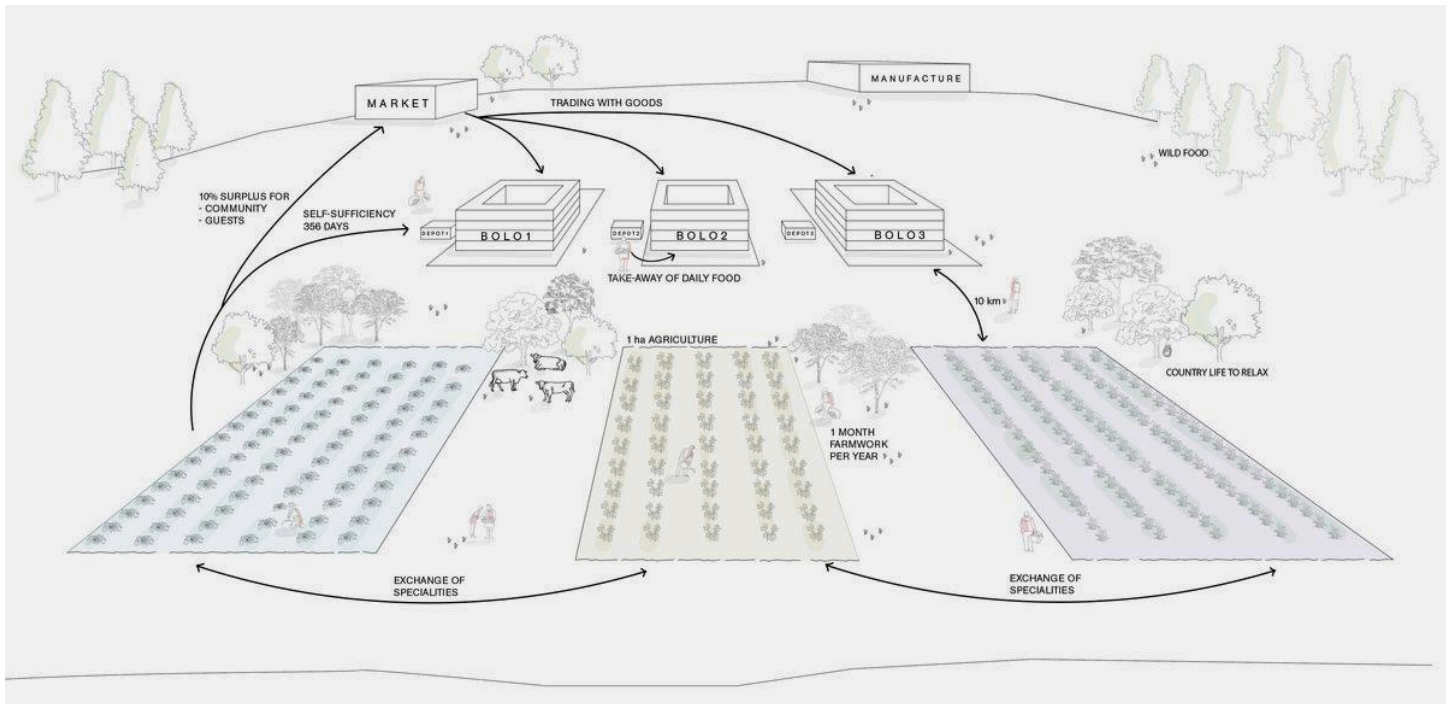 MARKET
MANUFACTURE
TRADING WITH GOODS
WILD FOOD
10% SURPLUS FOR
- COMMUNITY
- GUESTS
SELF-SUFFICIENCY
356 DAYS
DEPOT1
BOLO1
DEPOT2
BOLO2
DEPOT3
BOLO3
TAKE-AWAY OF DAILY FOOD
10 km
1 ha AGRICULTURE
COUNTRY LIFE TO RELAX
1 MONTH
FARMWORK
PER YEAR
EXCHANGE OF
SPECIALITIES
EXCHANGE OF
SPECIALITIES